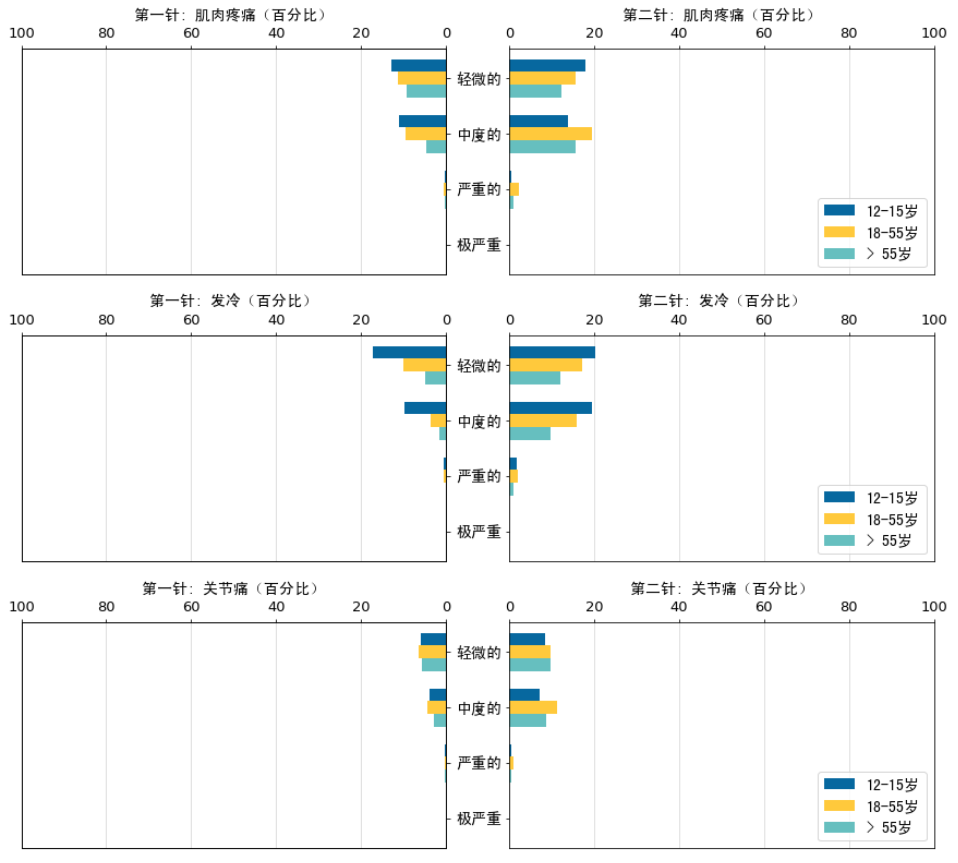 第一针: 肌肉疼痛（百分比）
第二针: 肌肉疼痛（百分比）
100 80 60 40 20 0
0 20 40 60 80 100
轻微的
中度的
严重的
极严重
12-15岁
18-55岁
> 55岁
第一针: 发冷（百分比）
第二针: 发冷（百分比）
100 80 60 40 20 0
0 20 40 60 80 100
轻微的
中度的
严重的
极严重
12-15岁
18-55岁
> 55岁
第一针: 关节痛（百分比）
第二针: 关节痛（百分比）
100 80 60 40 20 0
0 20 40 60 80 100
轻微的
中度的
严重的
极严重
12-15岁
18-55岁
> 55岁